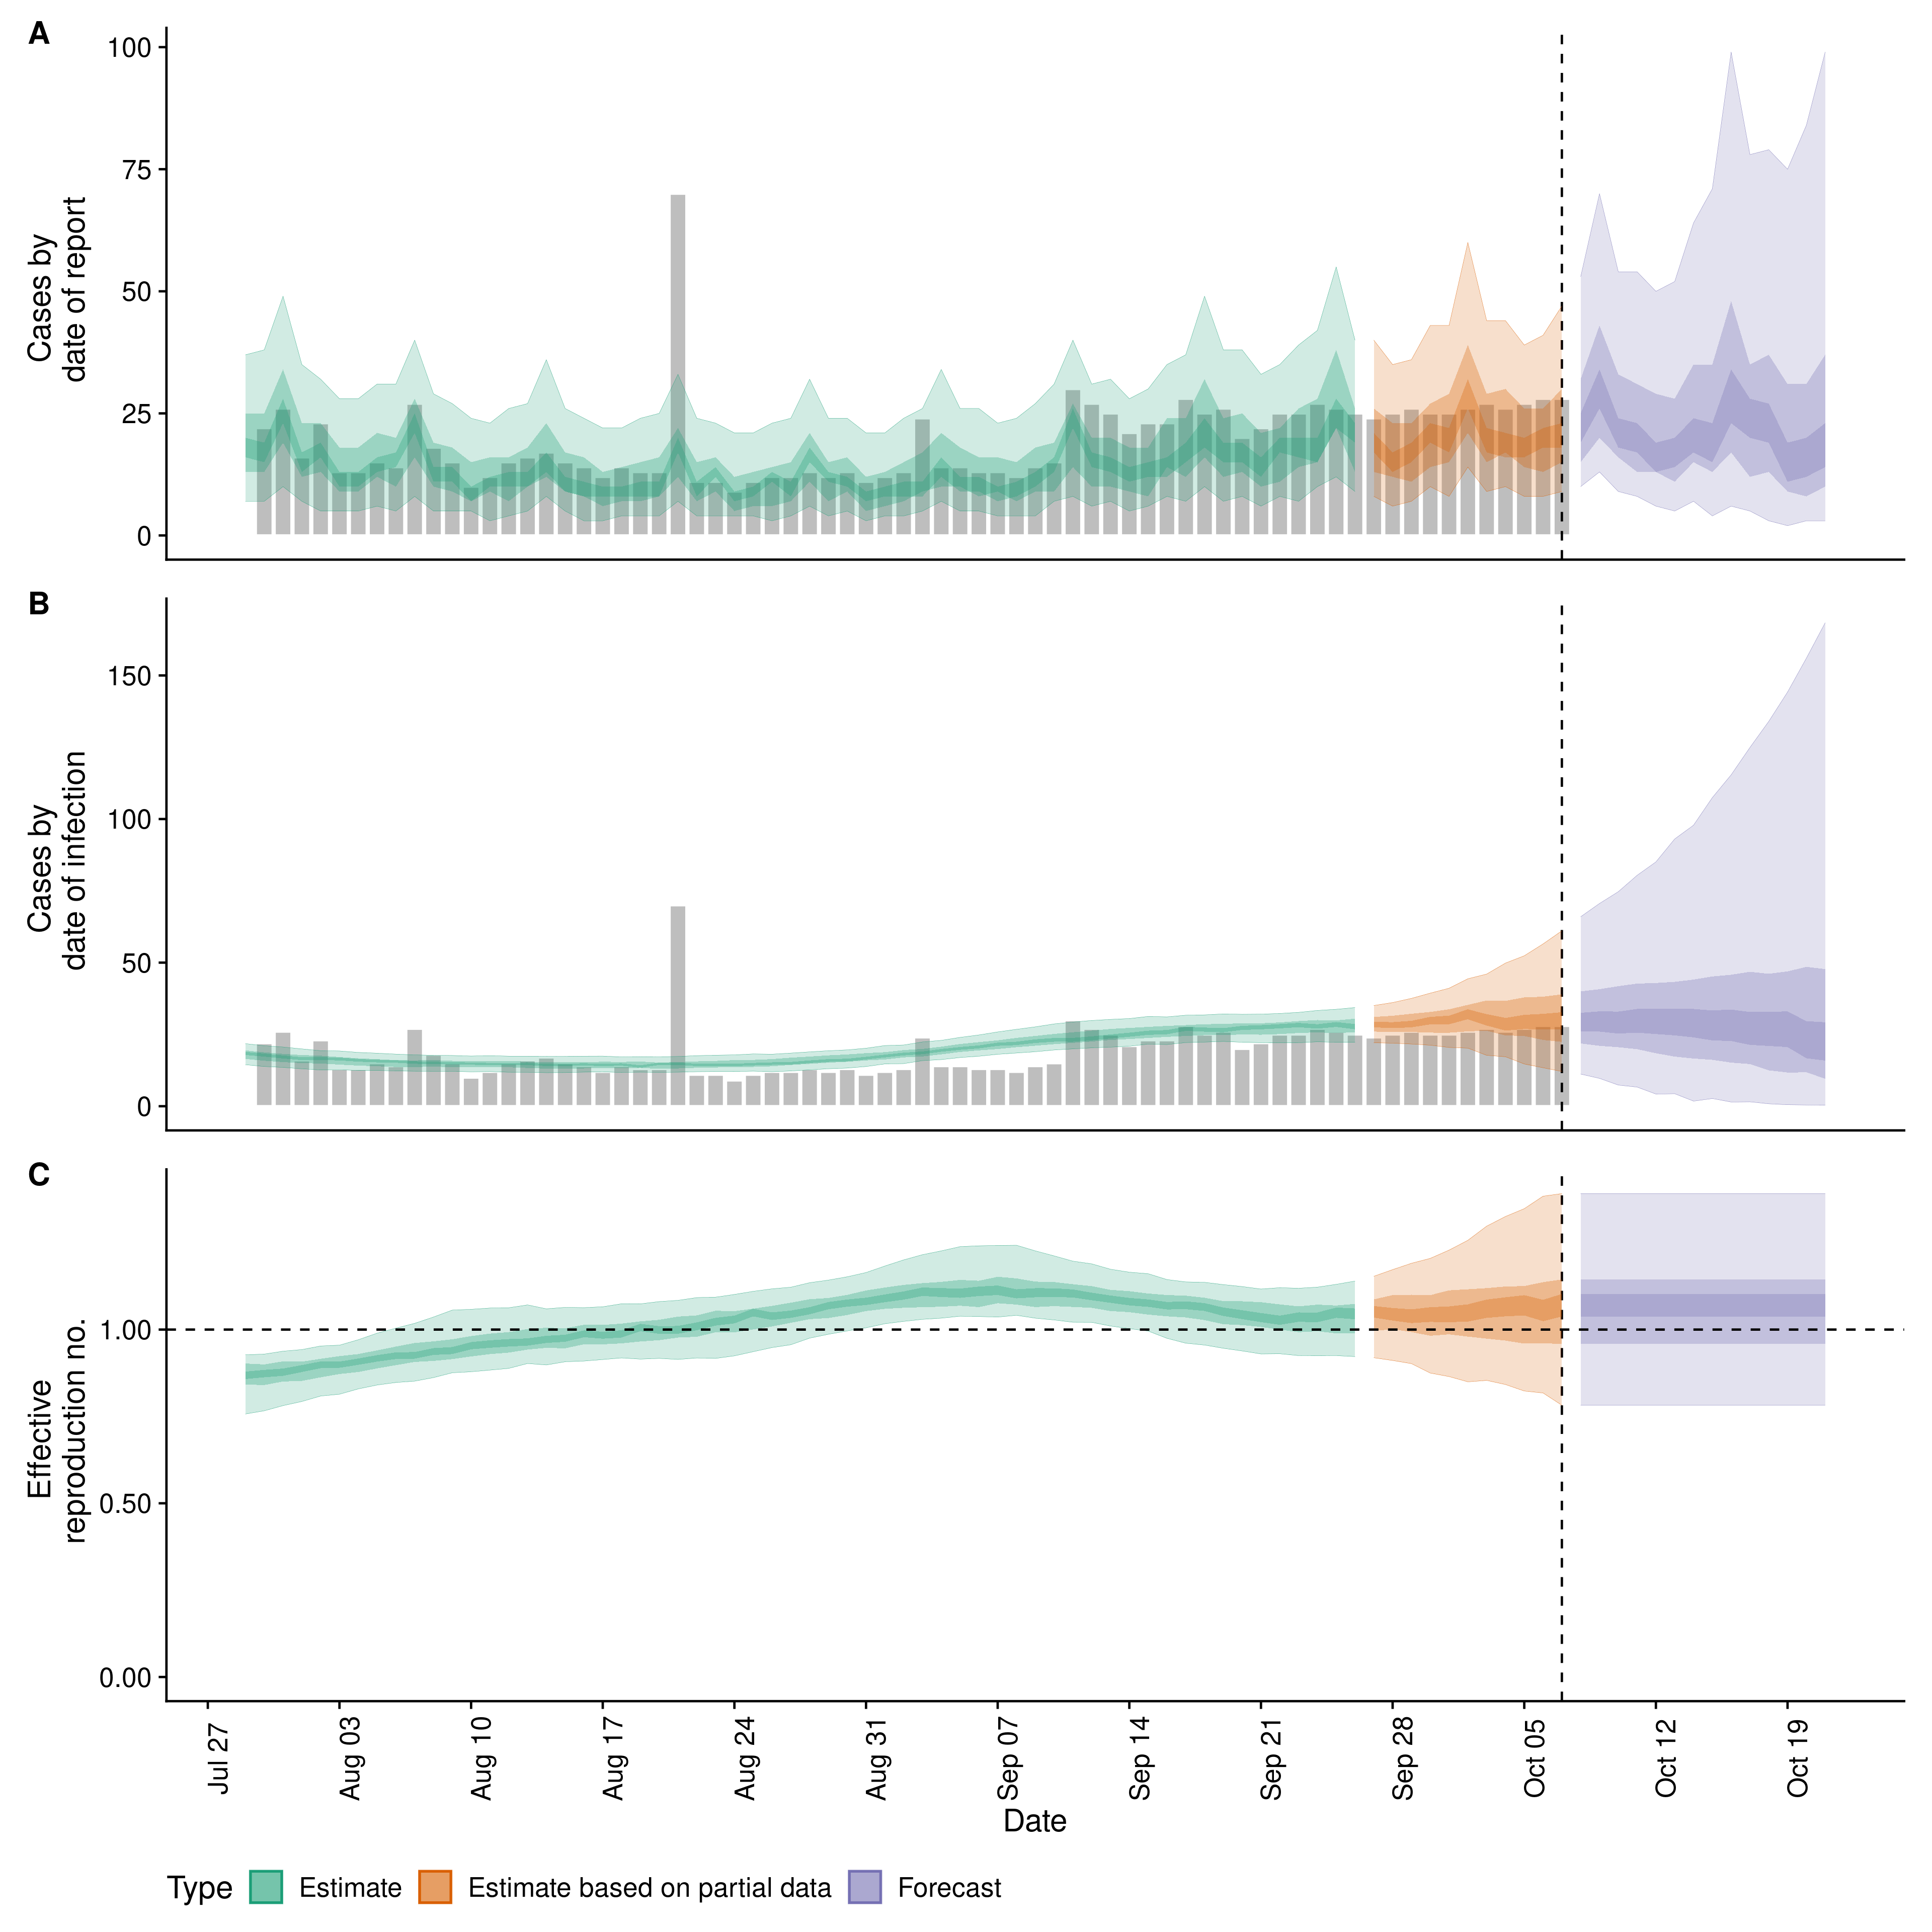 A
100
75
50
25
0
Cases by
date of report
B
150
100
50
0
Cases by
date of infection
C
1.00
0.50
0.00
Effective
reproduction no.
Jul 27
Aug 03
Aug 10
Aug 17
Aug 24
Aug 31
Sep 07
Sep 14
Sep 21
Sep 28
Oct 05
Oct 12
Oct 19
Date
Type Estimate Estimate based on partial data Forecast